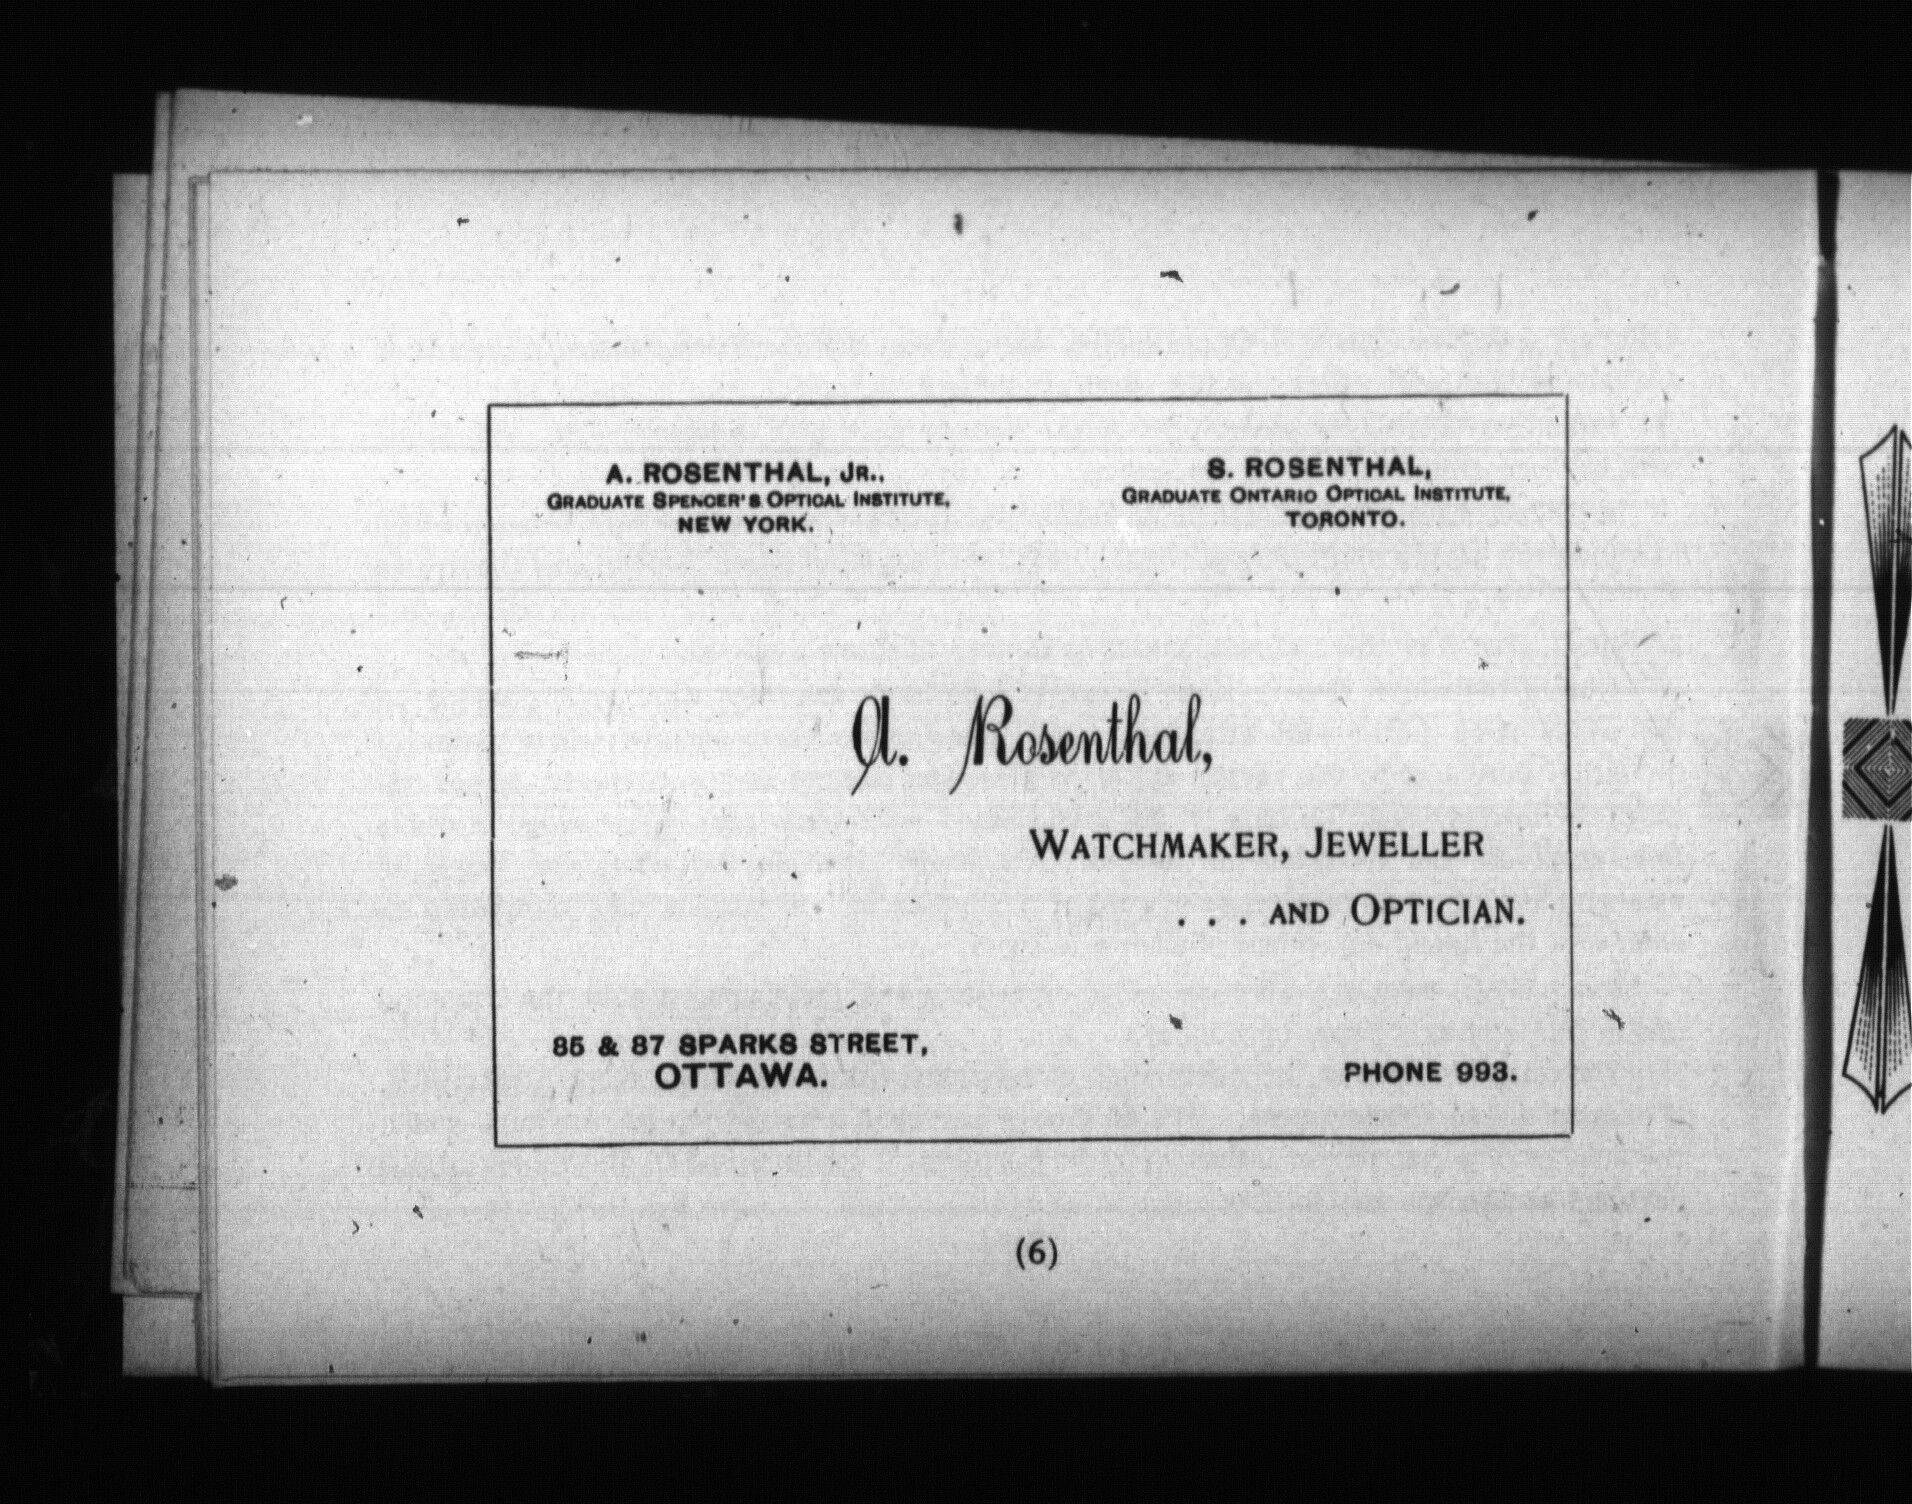 A. ROSENTHAL, JR.,
GRADUATE SPENCER'S OPTICAL INSTITUTE,
NEW YORK.
S. ROSENTHAL,
GRADUATE ONTARIO OPTICAL INSTITUTE,
TORONTO.
A. Rosenthal,
WATCHMAKER, JEWELLER
. . . AND OPTICIAN.
85 & 87 SPARKS STREET,
OTTAWA.
PHONE 993.
(6)